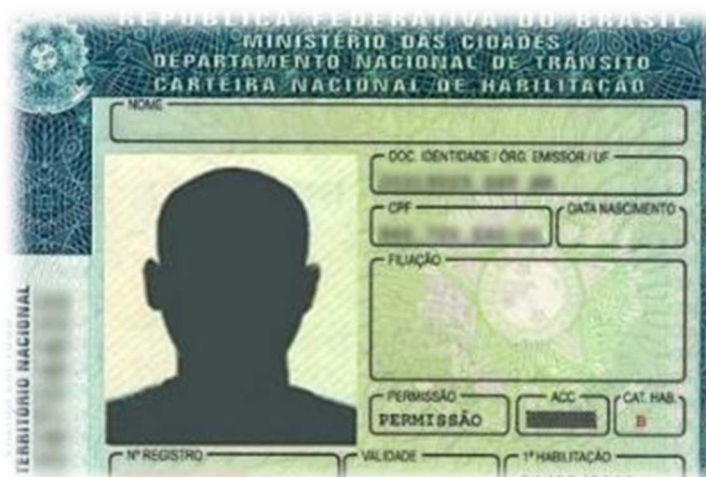 REPÚBLICA FEDERATIVA DO BRASIL
MINISTÉRIO DAS CIDADES
DEPARTAMENTO NACIONAL DE TRÂNSITO
CARTEIRA NACIONAL DE HABILITAÇÃO
NOME
DOC. IDENTIDADE / ÓRG. EMISSOR / UF
CPF
DATA NASCIMENTO
FILIAÇÃO
PERMISSÃO
ACC
CAT. HAB.
PERMISSÃO
B
Nº REGISTRO
VALIDADE
1ª HABILITAÇÃO
TERRITÓRIO NACIONAL